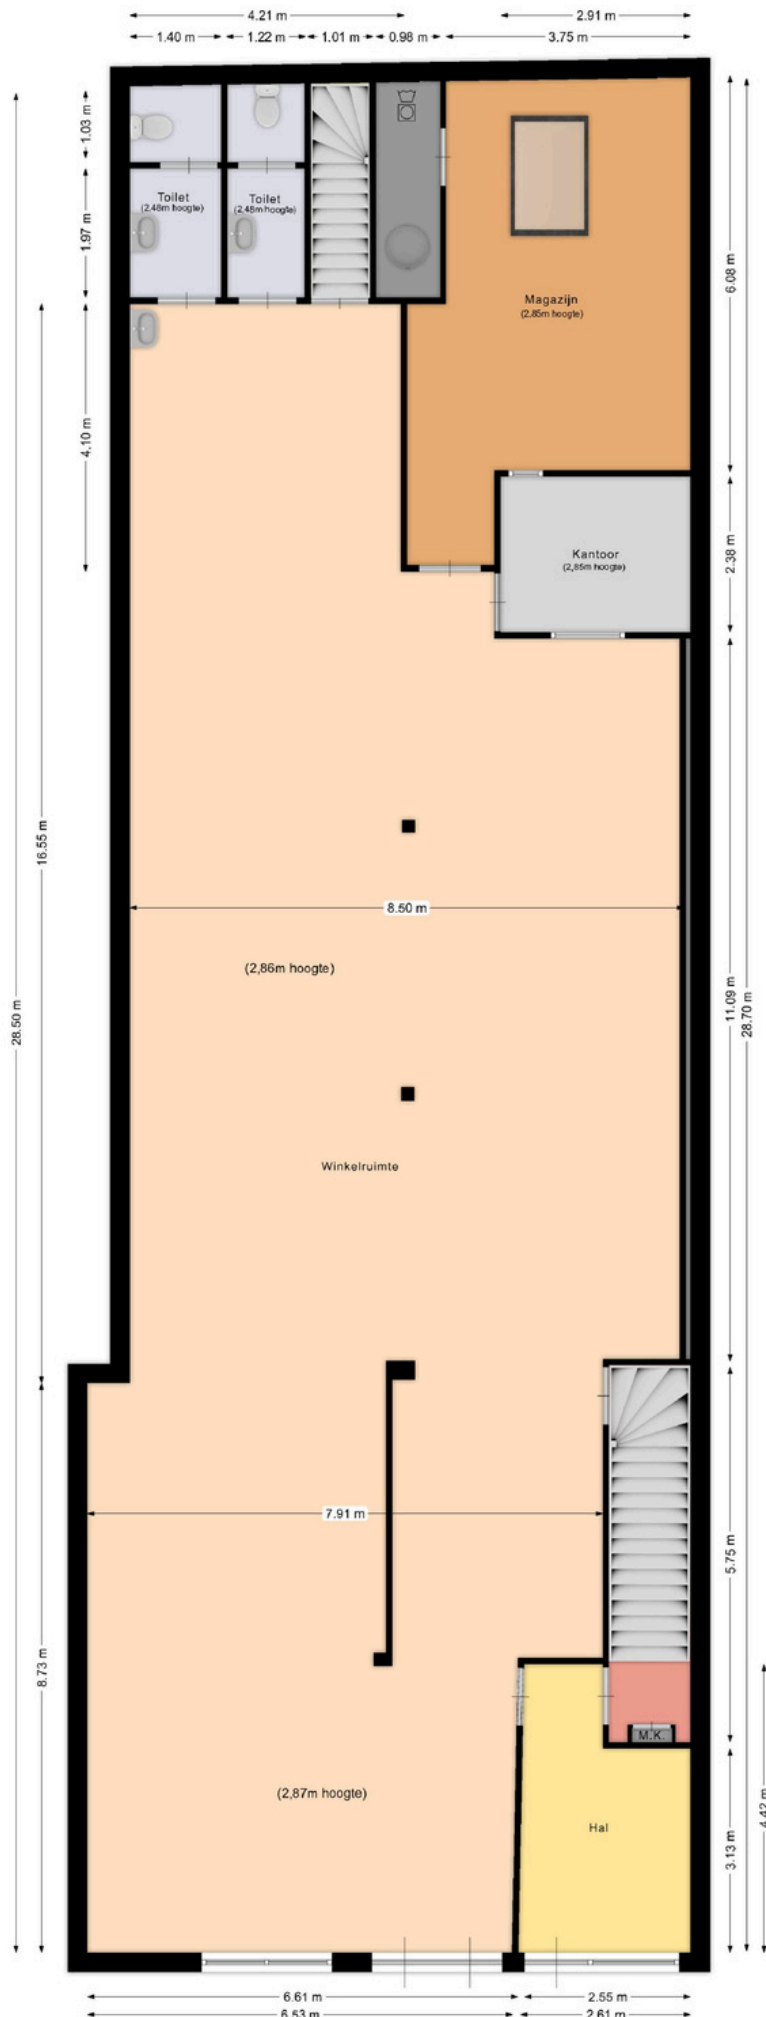 4.21 m
2.91 m
1.40 m
1.22 m
1.01 m
0.98 m
3.75 m
1.03 m
1.97 m
Toilet
(2.48m hoogte)
Toilet
(2.48m hoogte)
6.08 m
Magazijn
(2.85m hoogte)
4.10 m
Kantoor
(2,85m hoogte)
2.38 m
16.55 m
8.50 m
(2,86m hoogte)
28.50 m
11.09 m
28.70 m
Winkelruimte
7.91 m
5.75 m
8.73 m
M.K.
(2,87m hoogte)
Hal
4.42 m
3.13 m
6.61 m
2.55 m
6.53 m
2.61 m